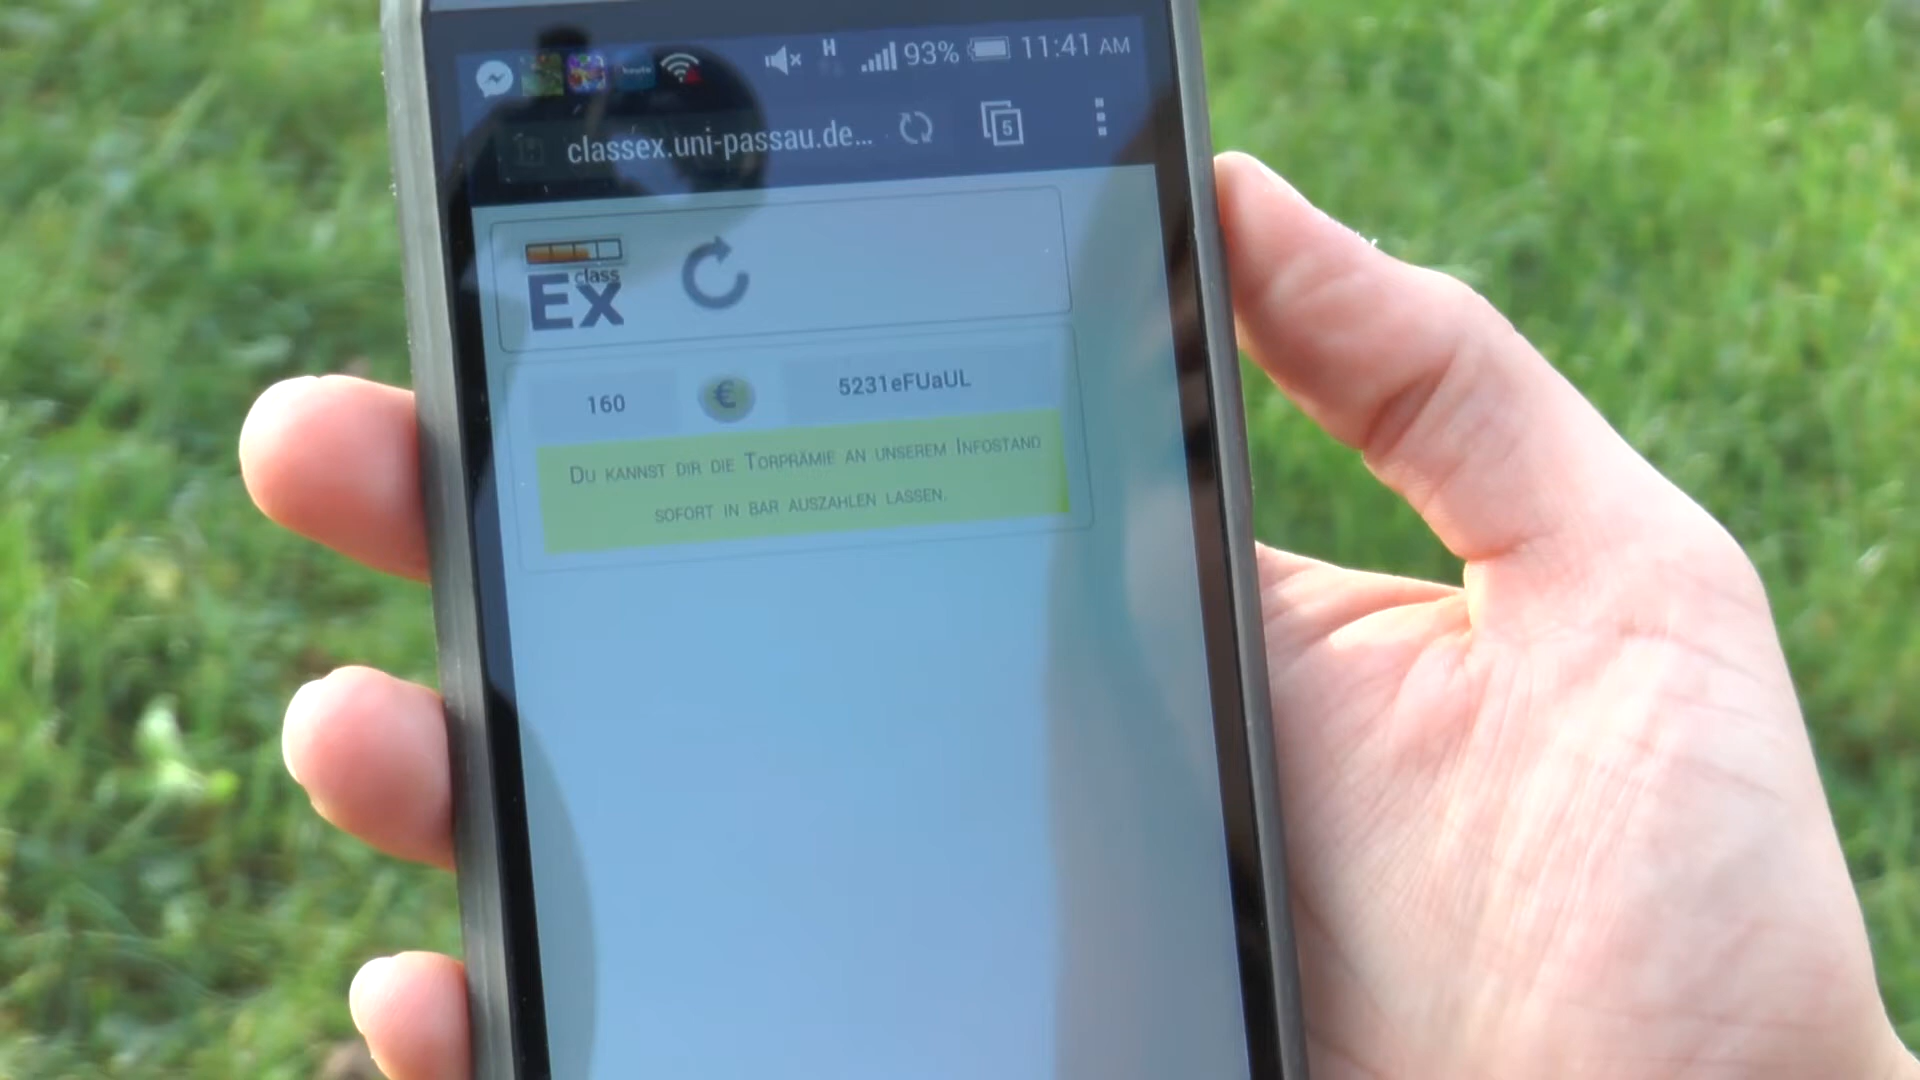 H 93% 11:41 AM
classex.uni-passau.de...
5
class
Ex
160 € 5231eFUaUL
Du kannst dir die Torprämie an unserem Infostand
sofort in bar auszahlen lassen.